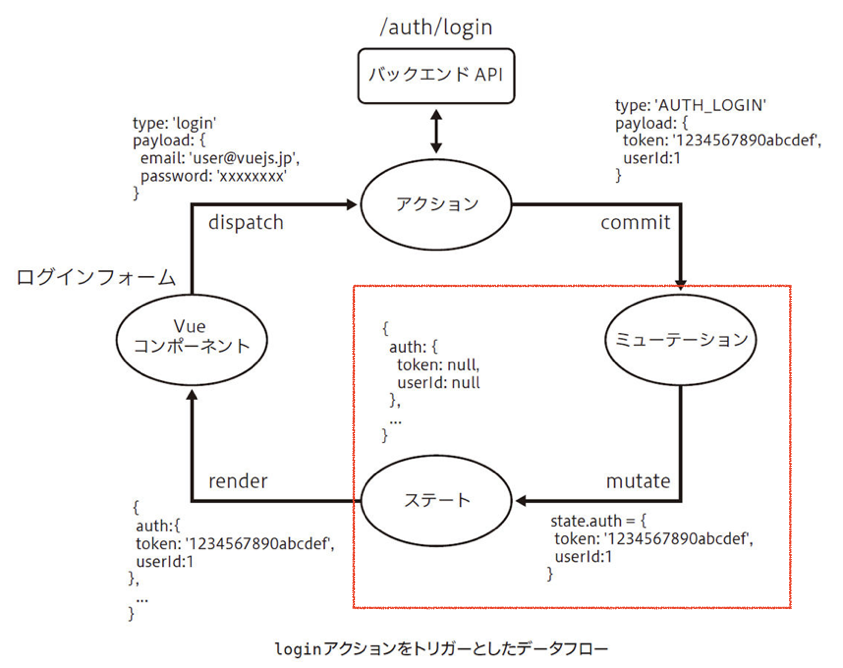 /auth/login
バックエンド API
type: 'login'
payload: {
email: 'user@vuejs.jp',
password: 'xxxxxxxx'
}
type: 'AUTH_LOGIN'
payload: {
token: '1234567890abcdef',
userId:1
}
アクション
dispatch
commit
ログインフォーム
Vue
コンポーネント
{
auth: {
token: null,
userId: null
},
...
}
ミューテーション
render
ステート
mutate
{
auth:{
token: '1234567890abcdef',
userId:1
},
...
}
state.auth = {
token: '1234567890abcdef',
userId:1
}
loginアクションをトリガーとしたデータフロー